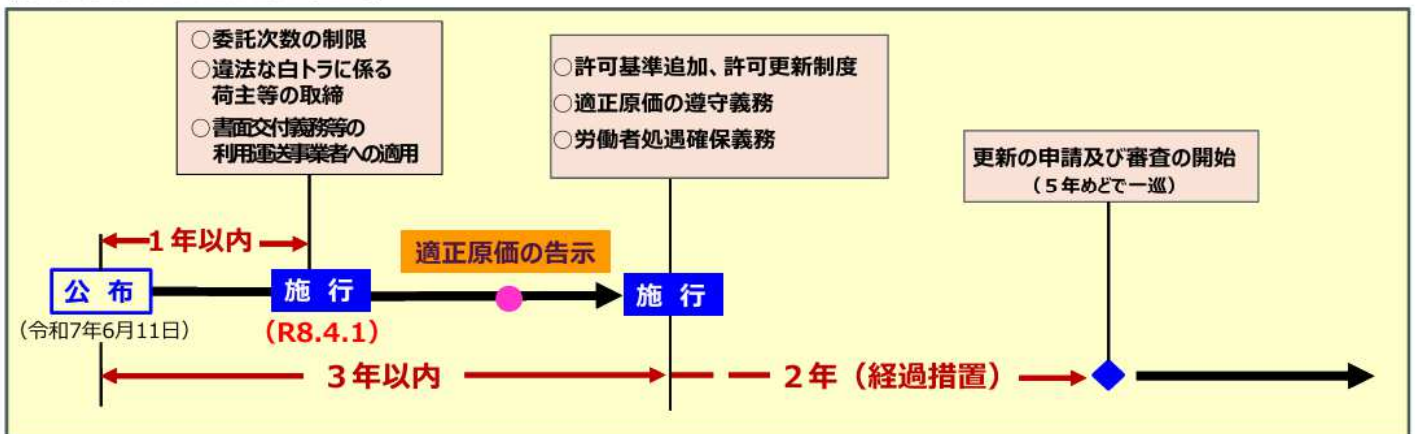 ○委託次数の制限
○違法な白トラに係る
荷主等の取締
○書面交付義務等の
利用運送事業者への適用
○許可基準追加、許可更新制度
○適正原価の遵守義務
○労働者処遇確保義務
更新の申請及び審査の開始
（５年めどで一巡）
１年以内
適正原価の告示
公 布
施 行
施 行
（令和7年6月11日）
（R8.4.1）
３年以内
２年（経過措置）